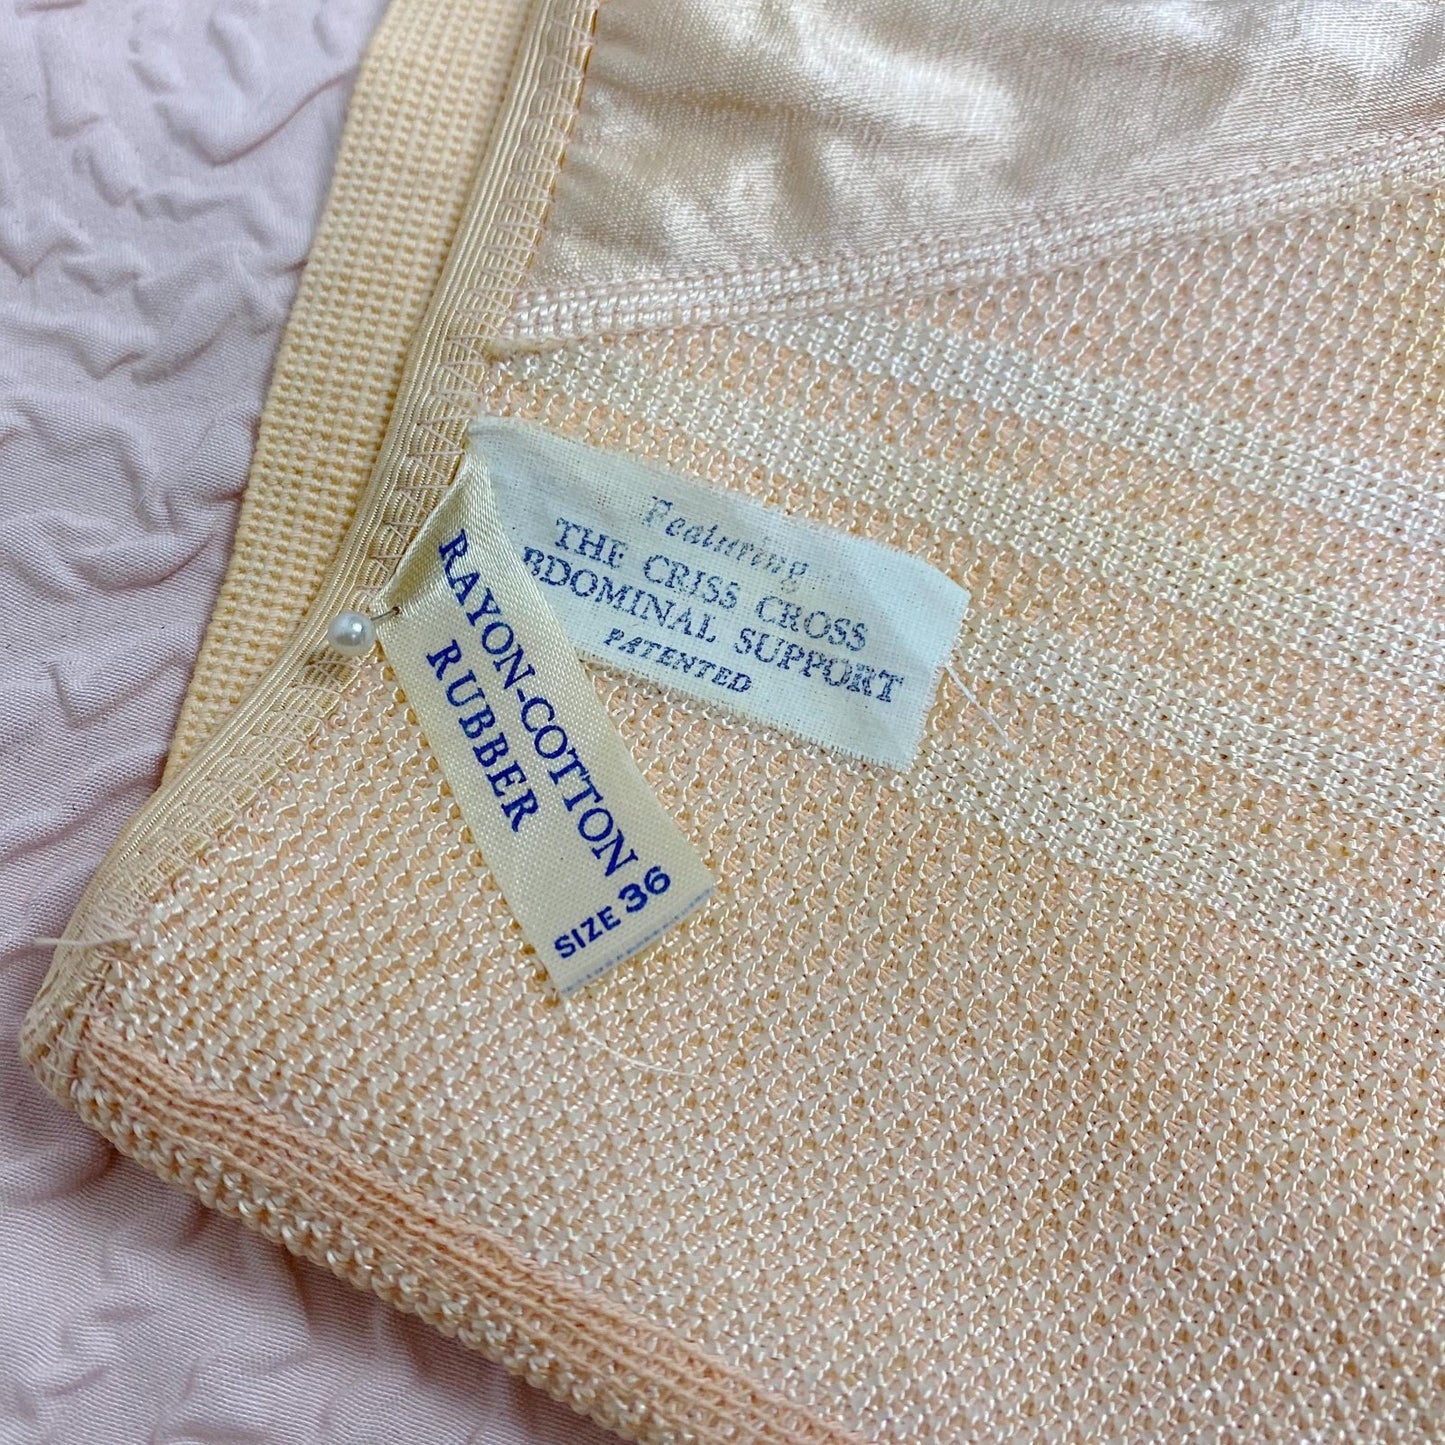 Featuring
THE CRISS CROSS
BDOMINAL SUPPORT
PATENTED
RAYON-COTTON
RUBBER
SIZE 36